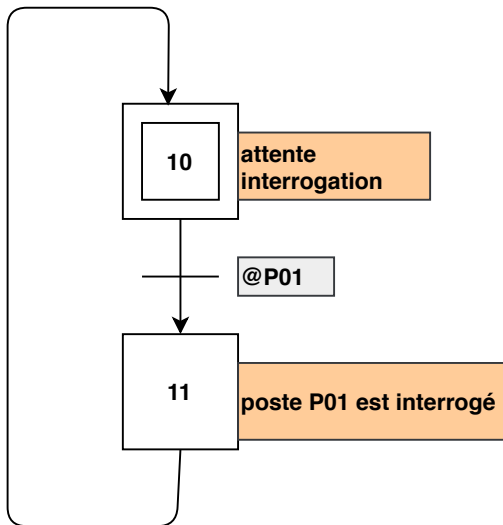 10
attente
interrogation
@P01
11
poste P01 est interrogé